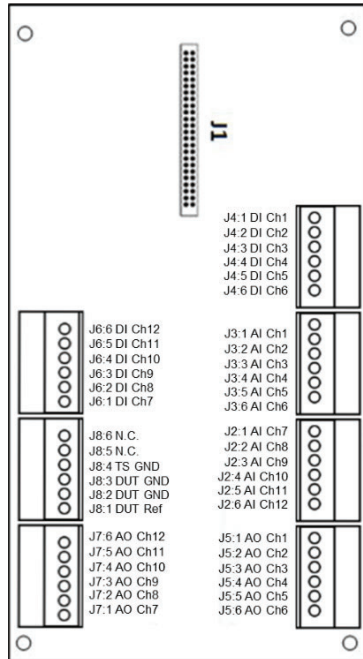 J1
J4:1 DI Ch1
J4:2 DI Ch2
J4:3 DI Ch3
J4:4 DI Ch4
J4:5 DI Ch5
J4:6 DI Ch6
J6:6 DI Ch12
J6:5 DI Ch11
J6:4 DI Ch10
J6:3 DI Ch9
J6:2 DI Ch8
J6:1 DI Ch7
J3:1 AI Ch1
J3:2 AI Ch2
J3:3 AI Ch3
J3:4 AI Ch4
J3:5 AI Ch5
J3:6 AI Ch6
J8:6 N.C.
J8:5 N.C.
J8:4 TS GND
J8:3 DUT GND
J8:2 DUT GND
J8:1 DUT Ref
J2:1 AI Ch7
J2:2 AI Ch8
J2:3 AI Ch9
J2:4 AI Ch10
J2:5 AI Ch11
J2:6 AI Ch12
J7:6 AO Ch12
J7:5 AO Ch11
J7:4 AO Ch10
J7:3 AO Ch9
J7:2 AO Ch8
J7:1 AO Ch7
J5:1 AO Ch1
J5:2 AO Ch2
J5:3 AO Ch3
J5:4 AO Ch4
J5:5 AO Ch5
J5:6 AO Ch6